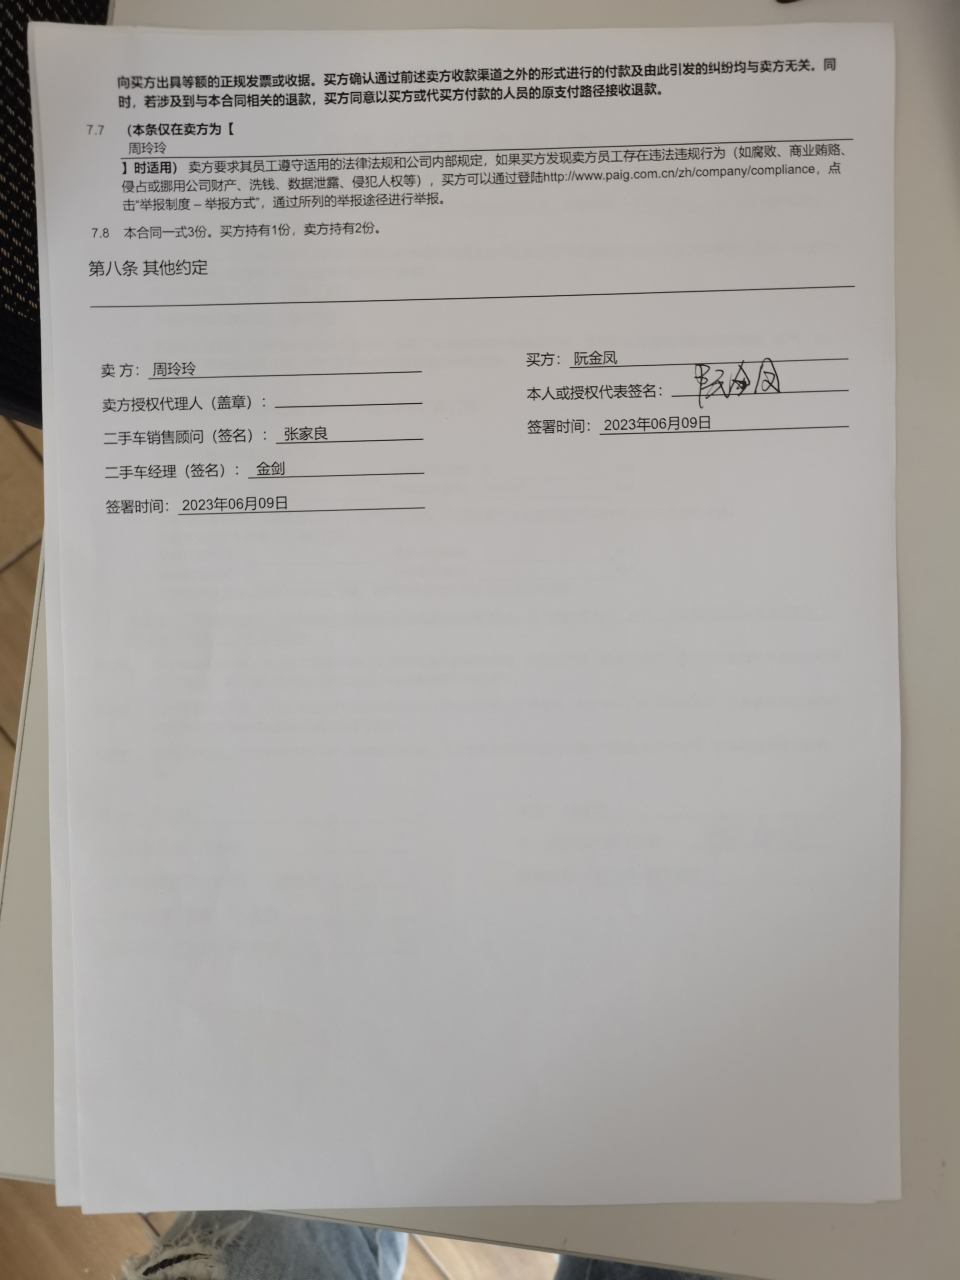 向买方出具等额的正规发票或收据。买方确认通过前述卖方收款渠道之外的形式进行的付款及由此引发的纠纷均与卖方无关。同
时，若涉及到与本合同相关的退款，买方同意以买方或代买方付款的人员的原支付路径接收退款。
7.7 （本条仅在卖方为【
周玲玲
】时适用） 卖方要求其员工遵守适用的法律法规和公司内部规定，如果买方发现卖方员工存在违法违规行为（如腐败、商业贿赂、
侵占或挪用公司财产、洗钱、数据泄露、侵犯人权等），买方可以通过登陆http://www.paig.com.cn/zh/company/compliance，点
击“举报制度 – 举报方式”，通过所列的举报途径进行举报。
7.8 本合同一式3份。买方持有1份，卖方持有2份。
第八条 其他约定
卖 方： 周玲玲
卖方授权代理人（盖章）：
二手车销售顾问（签名）： 张家良
二手车经理（签名）： 金剑
签署时间： 2023年06月09日
买方： 阮金凤
本人或授权代表签名： 阮金凤
签署时间： 2023年06月09日